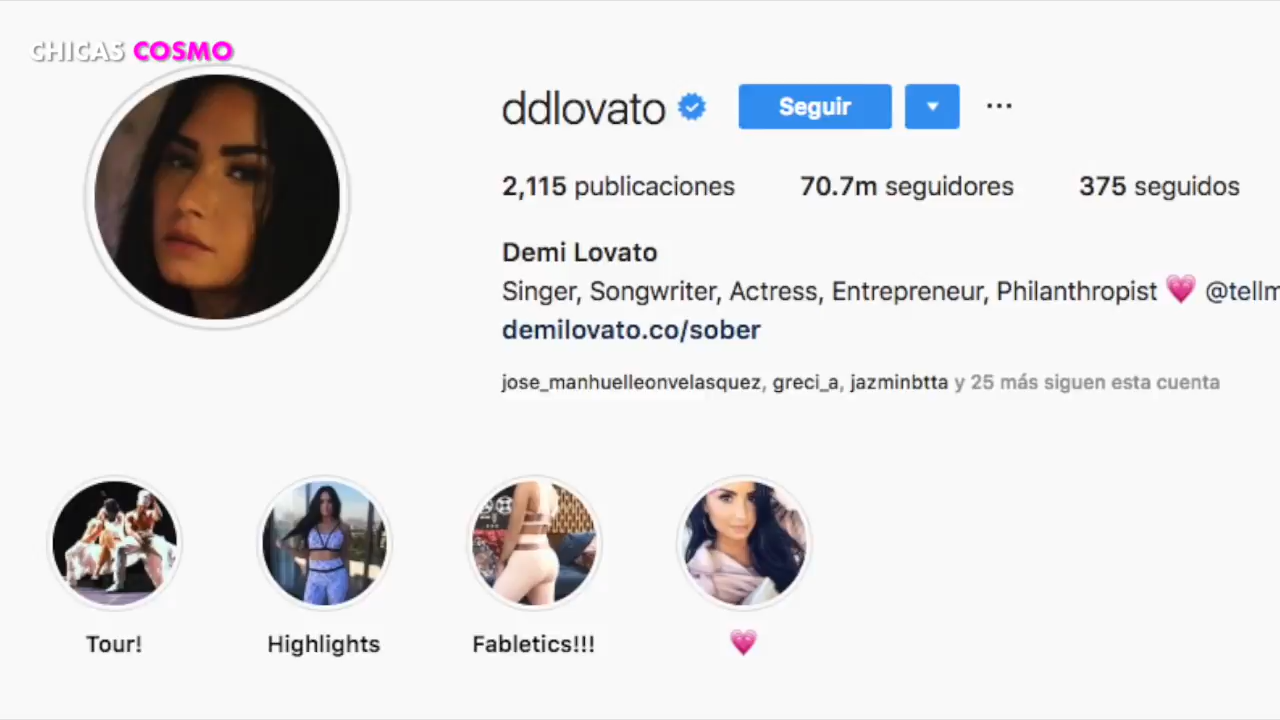 CHICAS COSMO
ddlovato Seguir ...
2,115 publicaciones 70.7m seguidores 375 seguidos
Demi Lovato
Singer, Songwriter, Actress, Entrepreneur, Philanthropist 💗 @tellm
demilovato.co/sober
jose_manhuelleonvelasquez, greci_a, jazminbtta y 25 más siguen esta cuenta
Tour! Highlights Fabletics!!! 💗